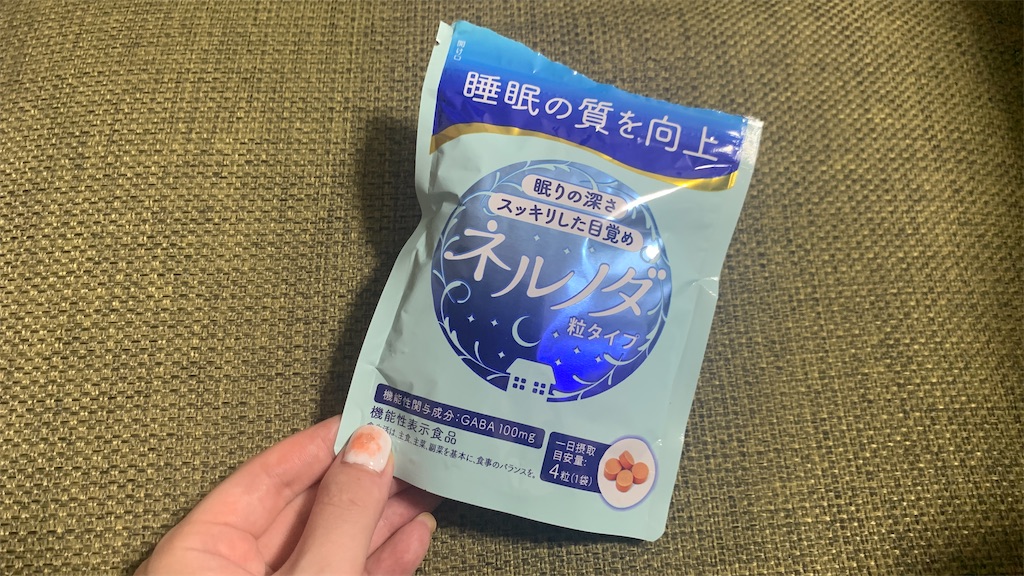 開け口
睡眠の質を向上
眠りの深さ
スッキリした目覚め
ネルノダ
粒タイプ
機能性関与成分:GABA 100mg
機能性表示食品
主食、主菜、副菜を基本に、食事のバランスを。
一日摂取
目安量:
4粒(1袋)